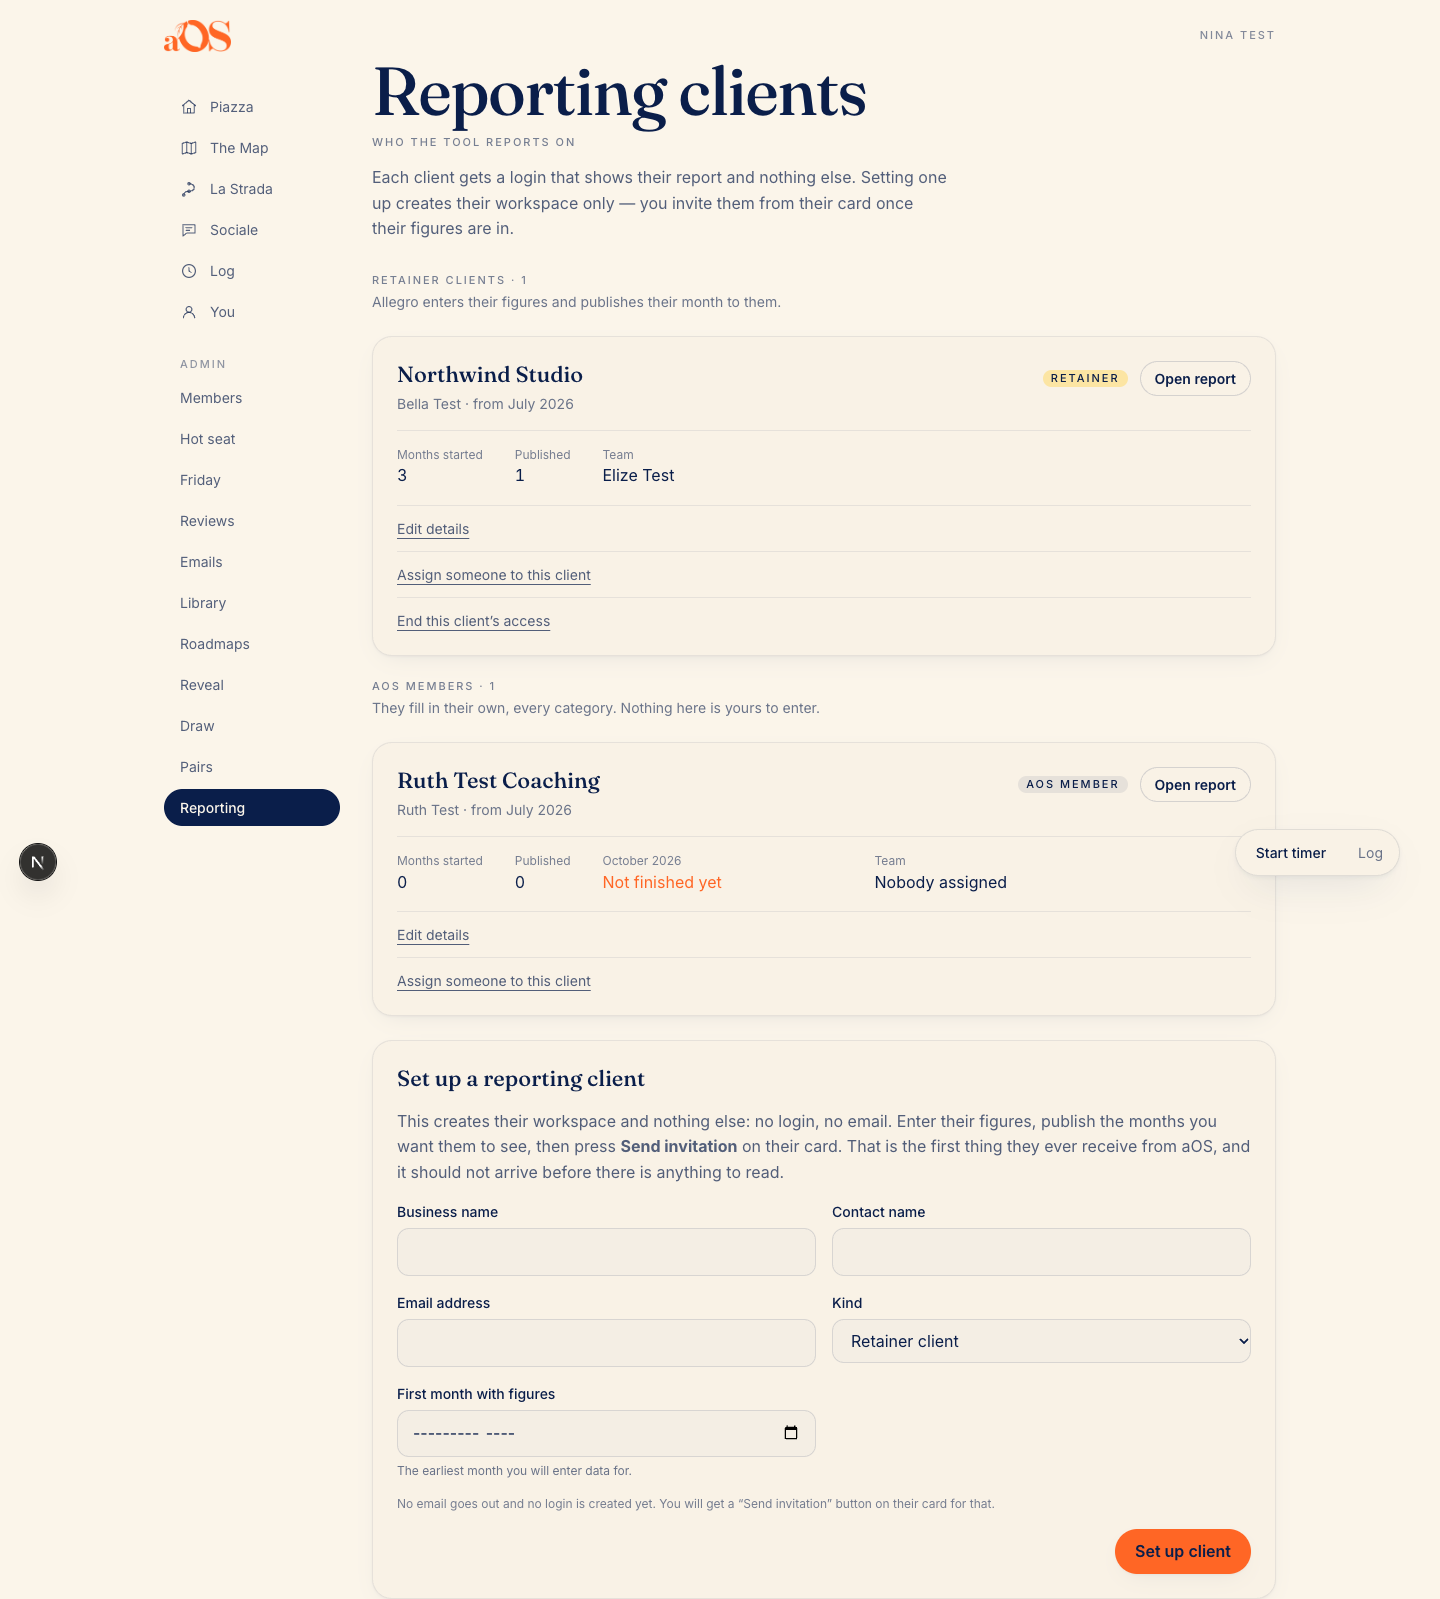 aOS
NINA TEST
Piazza
The Map
La Strada
Sociale
Log
You
ADMIN
Members
Hot seat
Friday
Reviews
Emails
Library
Roadmaps
Reveal
Draw
Pairs
Reporting
N
Reporting clients
WHO THE TOOL REPORTS ON
Each client gets a login that shows their report and nothing else. Setting one
up creates their workspace only — you invite them from their card once
their figures are in.
RETAINER CLIENTS · 1
Allegro enters their figures and publishes their month to them.
Northwind Studio
RETAINER
Open report
Bella Test · from July 2026
Months started
Published
Team
3
1
Elize Test
Edit details
Assign someone to this client
End this client’s access
AOS MEMBERS · 1
They fill in their own, every category. Nothing here is yours to enter.
Ruth Test Coaching
AOS MEMBER
Open report
Ruth Test · from July 2026
Months started
Published
October 2026
Team
0
0
Not finished yet
Nobody assigned
Start timer
Log
Edit details
Assign someone to this client
Set up a reporting client
This creates their workspace and nothing else: no login, no email. Enter their figures, publish the months you
want them to see, then press Send invitation on their card. That is the first thing they ever receive from aOS, and
it should not arrive before there is anything to read.
Business name
Contact name
Email address
Kind
Retainer client
First month with figures
--------- ----
The earliest month you will enter data for.
No email goes out and no login is created yet. You will get a “Send invitation” button on their card for that.
Set up client